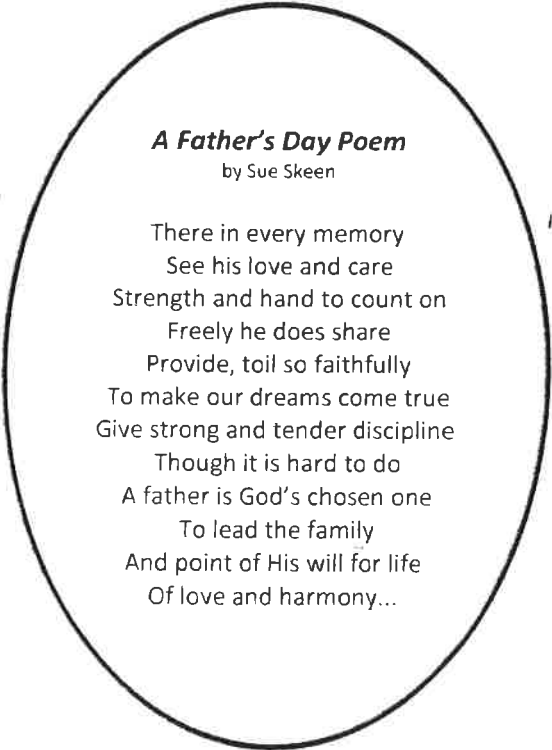 A Father's Day Poem
by Sue Skeen
There in every memory
See his love and care
Strength and hand to count on
Freely he does share
Provide, toil so faithfully
To make our dreams come true
Give strong and tender discipline
Though it is hard to do
A father is God's chosen one
To lead the family
And point of His will for life
Of love and harmony...